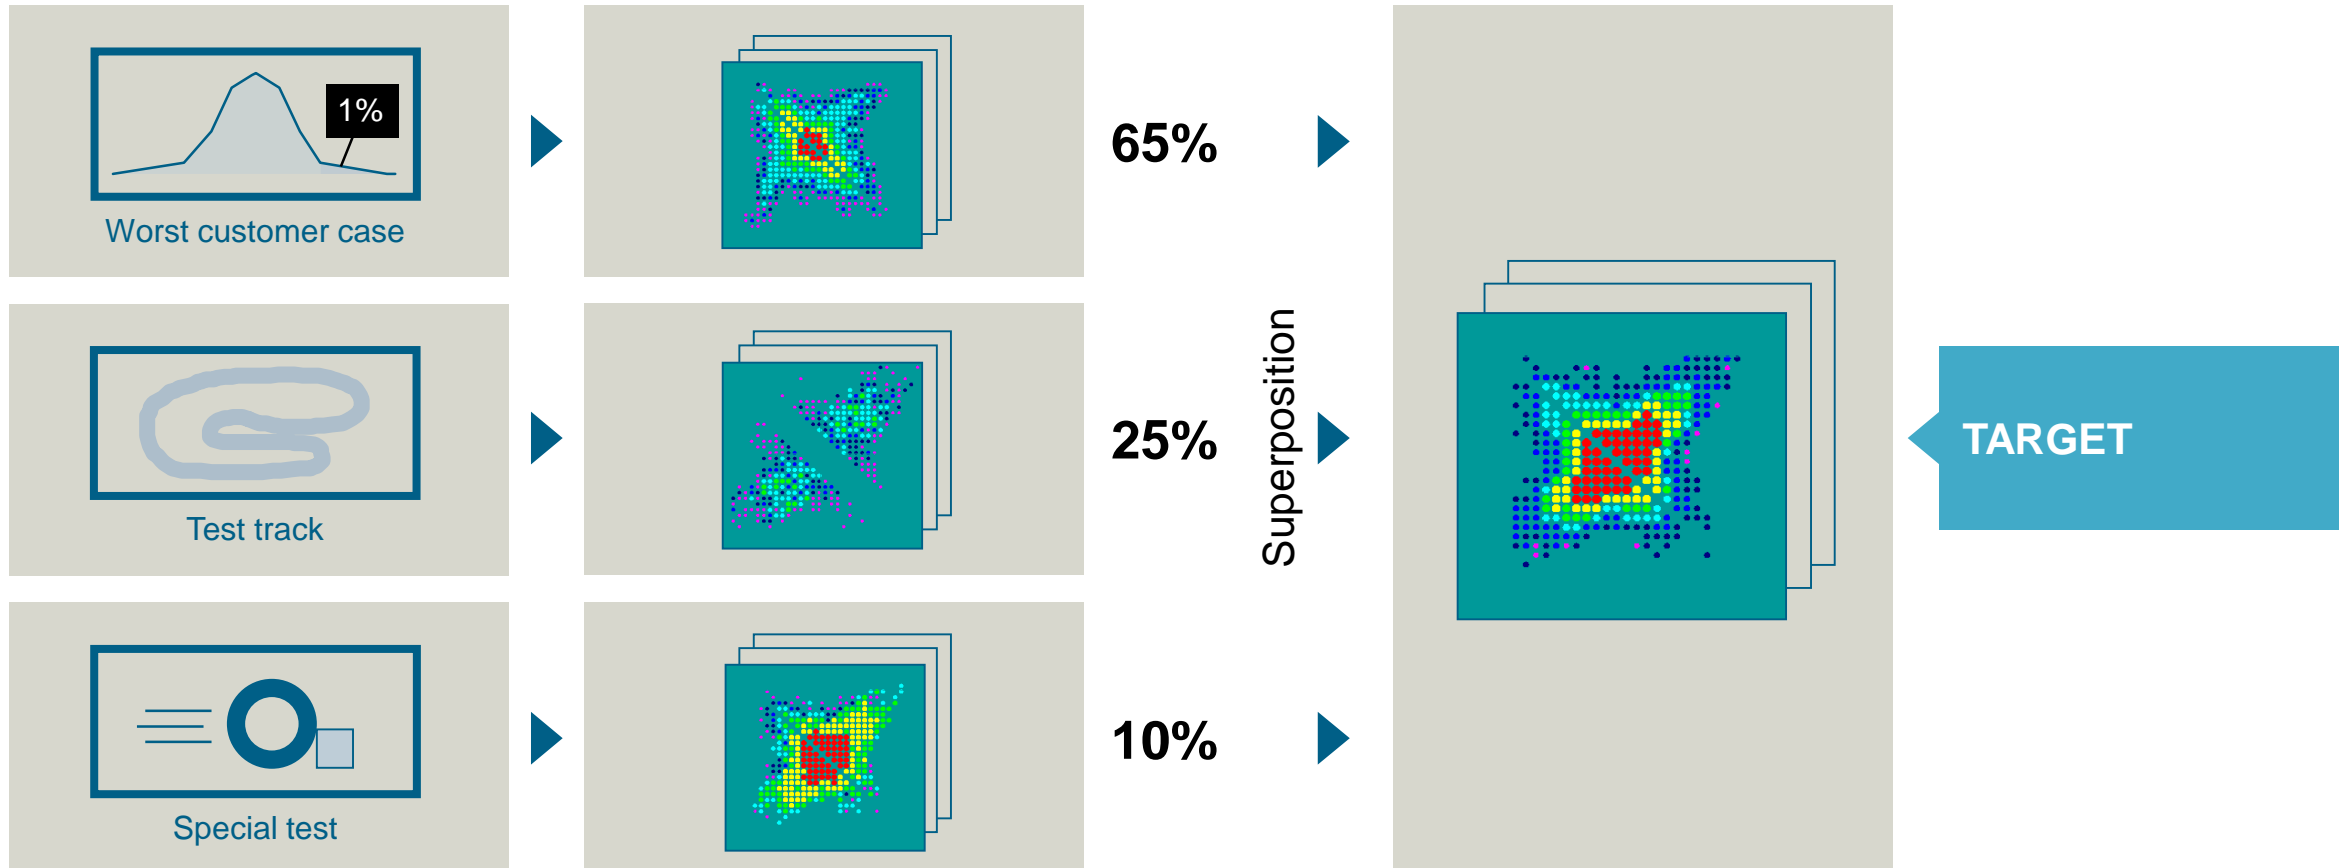 1%
Worst customer case
65%
Test track
25%
Superposition
TARGET
Special test
10%